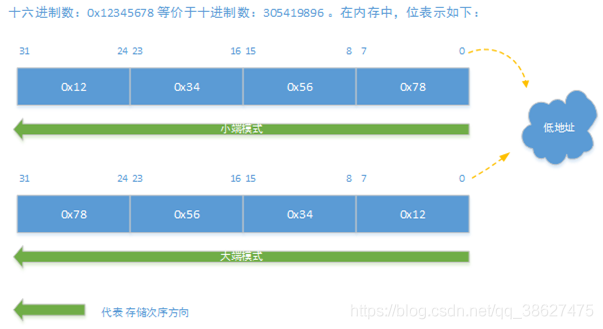 十六进制数：0x12345678 等价于十进制数：305419896 。在内存中，位表示如下：
31 24 23 16 15 8 7 0
0x12 0x34 0x56 0x78
低地址
小端模式
31 24 23 16 15 8 7 0
0x78 0x56 0x34 0x12
大端模式
代表 存储次序方向
https://blog.csdn.net/qq_38627475